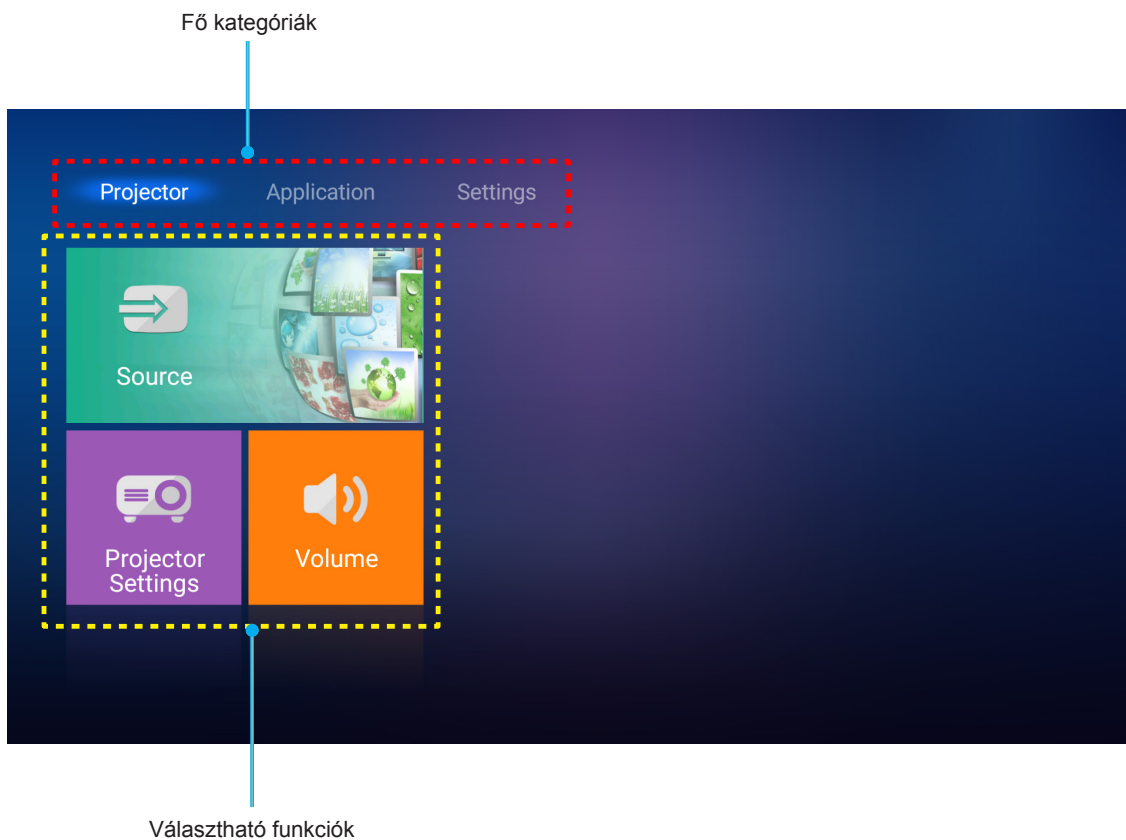 Fő kategóriák
Projector Application Settings
Source
Projector Settings
Volume
Választható funkciók